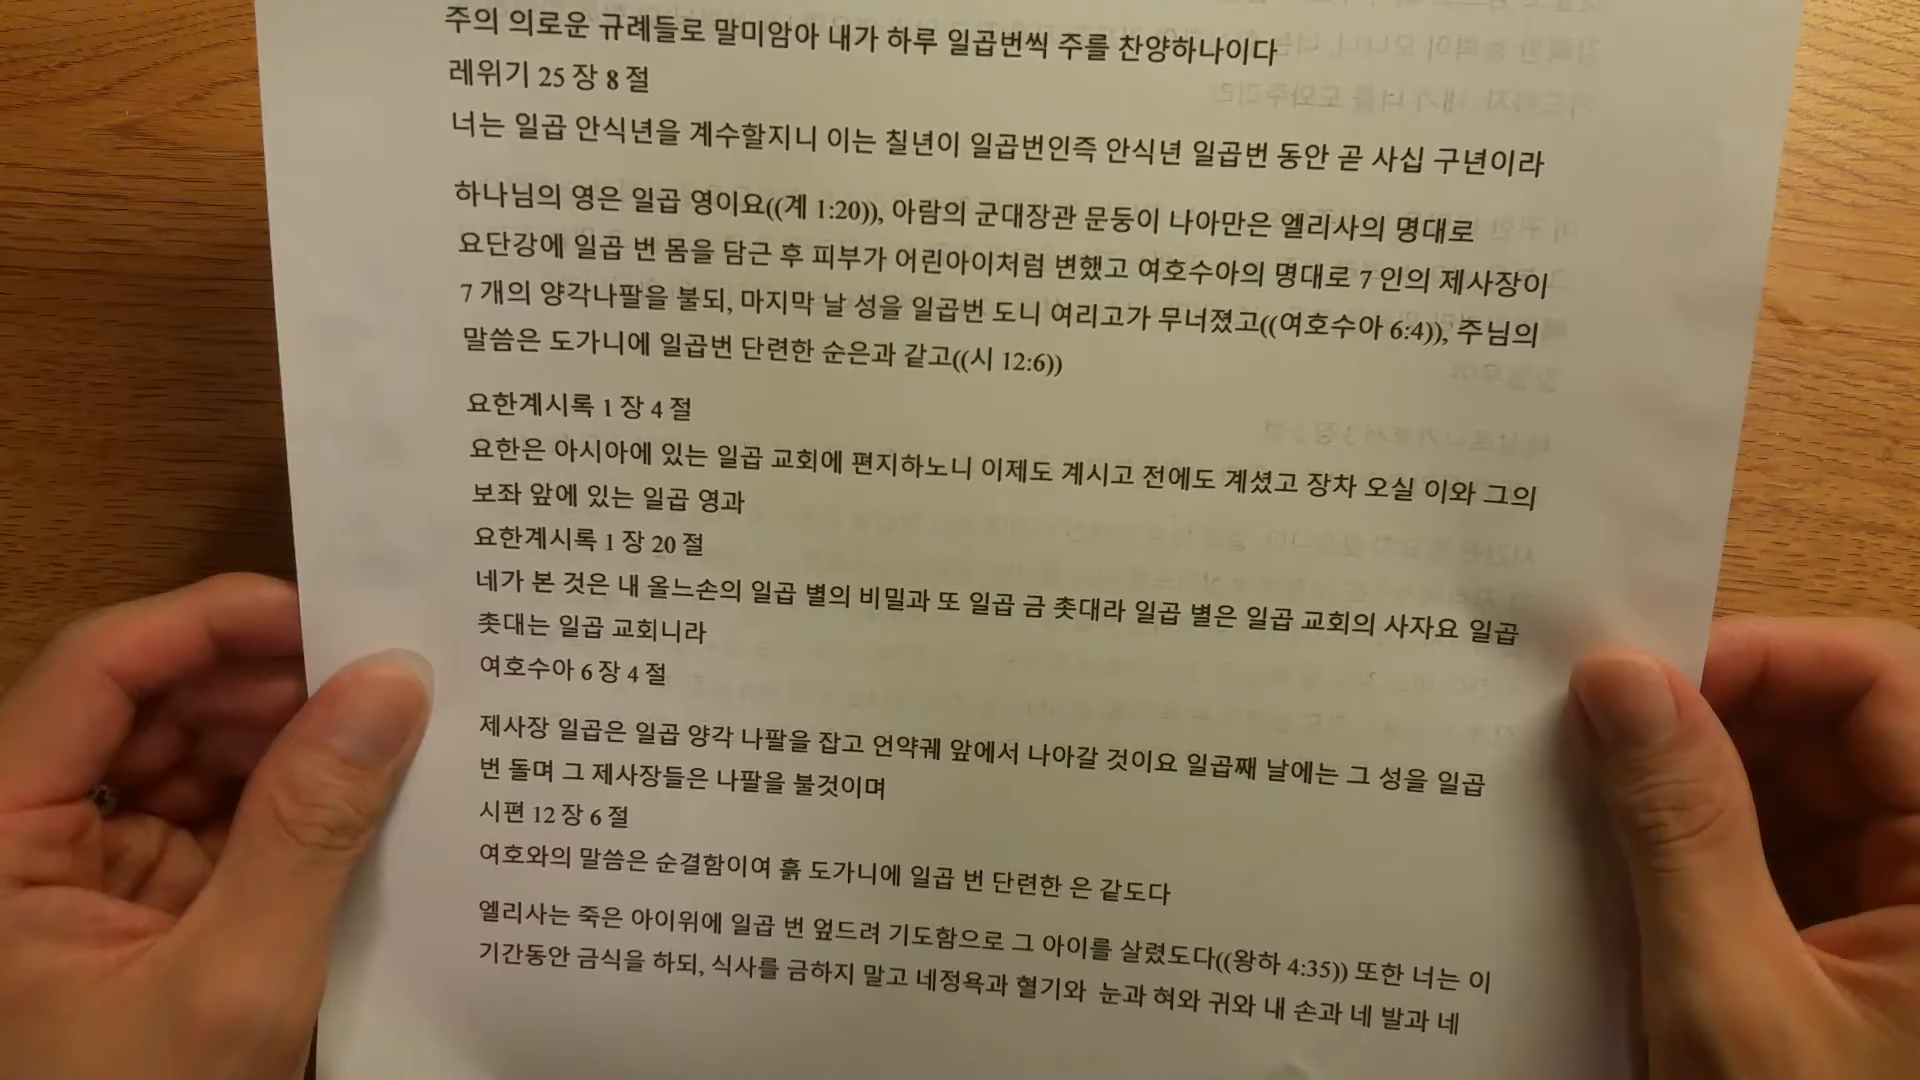 주의 의로운 규례들로 말미암아 내가 하루 일곱번씩 주를 찬양하나이다
레위기 25 장 8 절
너는 일곱 안식년을 계수할지니 이는 칠년이 일곱번인즉 안식년 일곱번 동안 곧 사십 구년이라
하나님의 영은 일곱 영이요((계 1:20)), 아람의 군대장관 문둥이 나아만은 엘리사의 명대로
요단강에 일곱 번 몸을 담근 후 피부가 어린아이처럼 변했고 여호수아의 명대로 7 인의 제사장이
7 개의 양각나팔을 불되, 마지막 날 성을 일곱번 도니 여리고가 무너졌고((여호수아 6:4)), 주님의
말씀은 도가니에 일곱번 단련한 순은과 같고((시 12:6))
요한계시록 1 장 4 절
요한은 아시아에 있는 일곱 교회에 편지하노니 이제도 계시고 전에도 계셨고 장차 오실 이와 그의
보좌 앞에 있는 일곱 영과
요한계시록 1 장 20 절
네가 본 것은 내 올느손의 일곱 별의 비밀과 또 일곱 금 촛대라 일곱 별은 일곱 교회의 사자요 일곱
촛대는 일곱 교회니라
여호수아 6 장 4 절
제사장 일곱은 일곱 양각 나팔을 잡고 언약궤 앞에서 나아갈 것이요 일곱째 날에는 그 성을 일곱
번 돌며 그 제사장들은 나팔을 불것이며
시편 12 장 6 절
여호와의 말씀은 순결함이여 흙 도가니에 일곱 번 단련한 은 같도다
엘리사는 죽은 아이위에 일곱 번 엎드려 기도함으로 그 아이를 살렸도다((왕하 4:35)) 또한 너는 이
기간동안 금식을 하되, 식사를 금하지 말고 네정욕과 혈기와 눈과 혀와 귀와 내 손과 네 발과 네